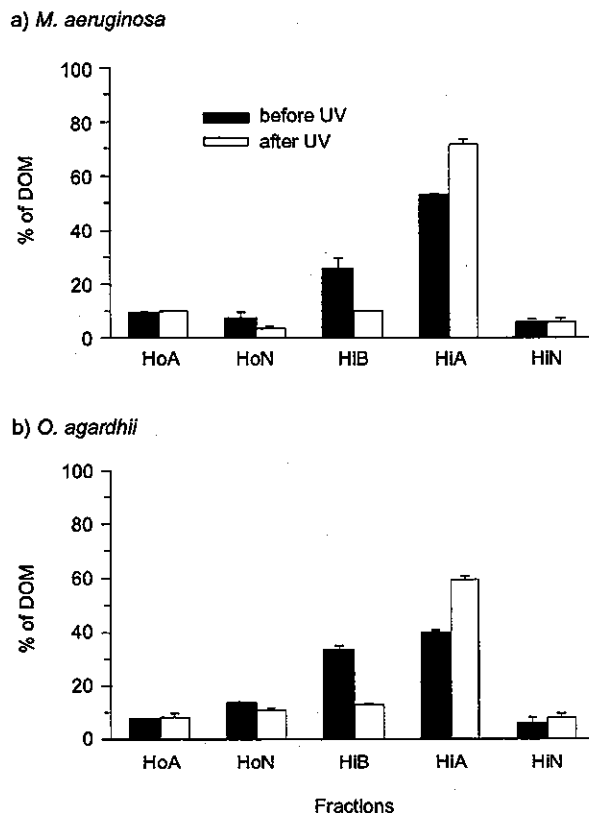 a) M. aeruginosa
100
80
60
40
20
0
% of DOM
before UV
after UV
HoA HoN HiB HiA HiN
b) O. agardhii
100
80
60
40
20
0
% of DOM
HoA HoN HiB HiA HiN
Fractions